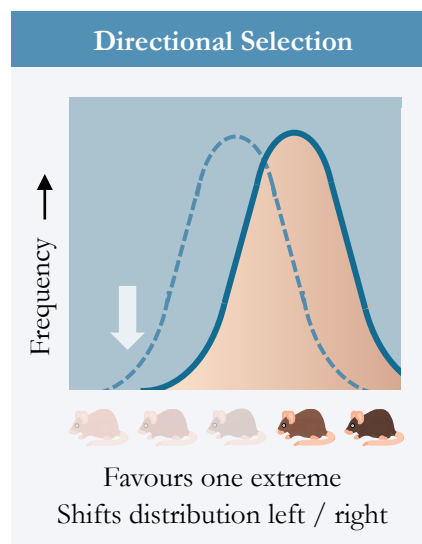 Directional Selection
Frequency
Favours one extreme
Shifts distribution left / right